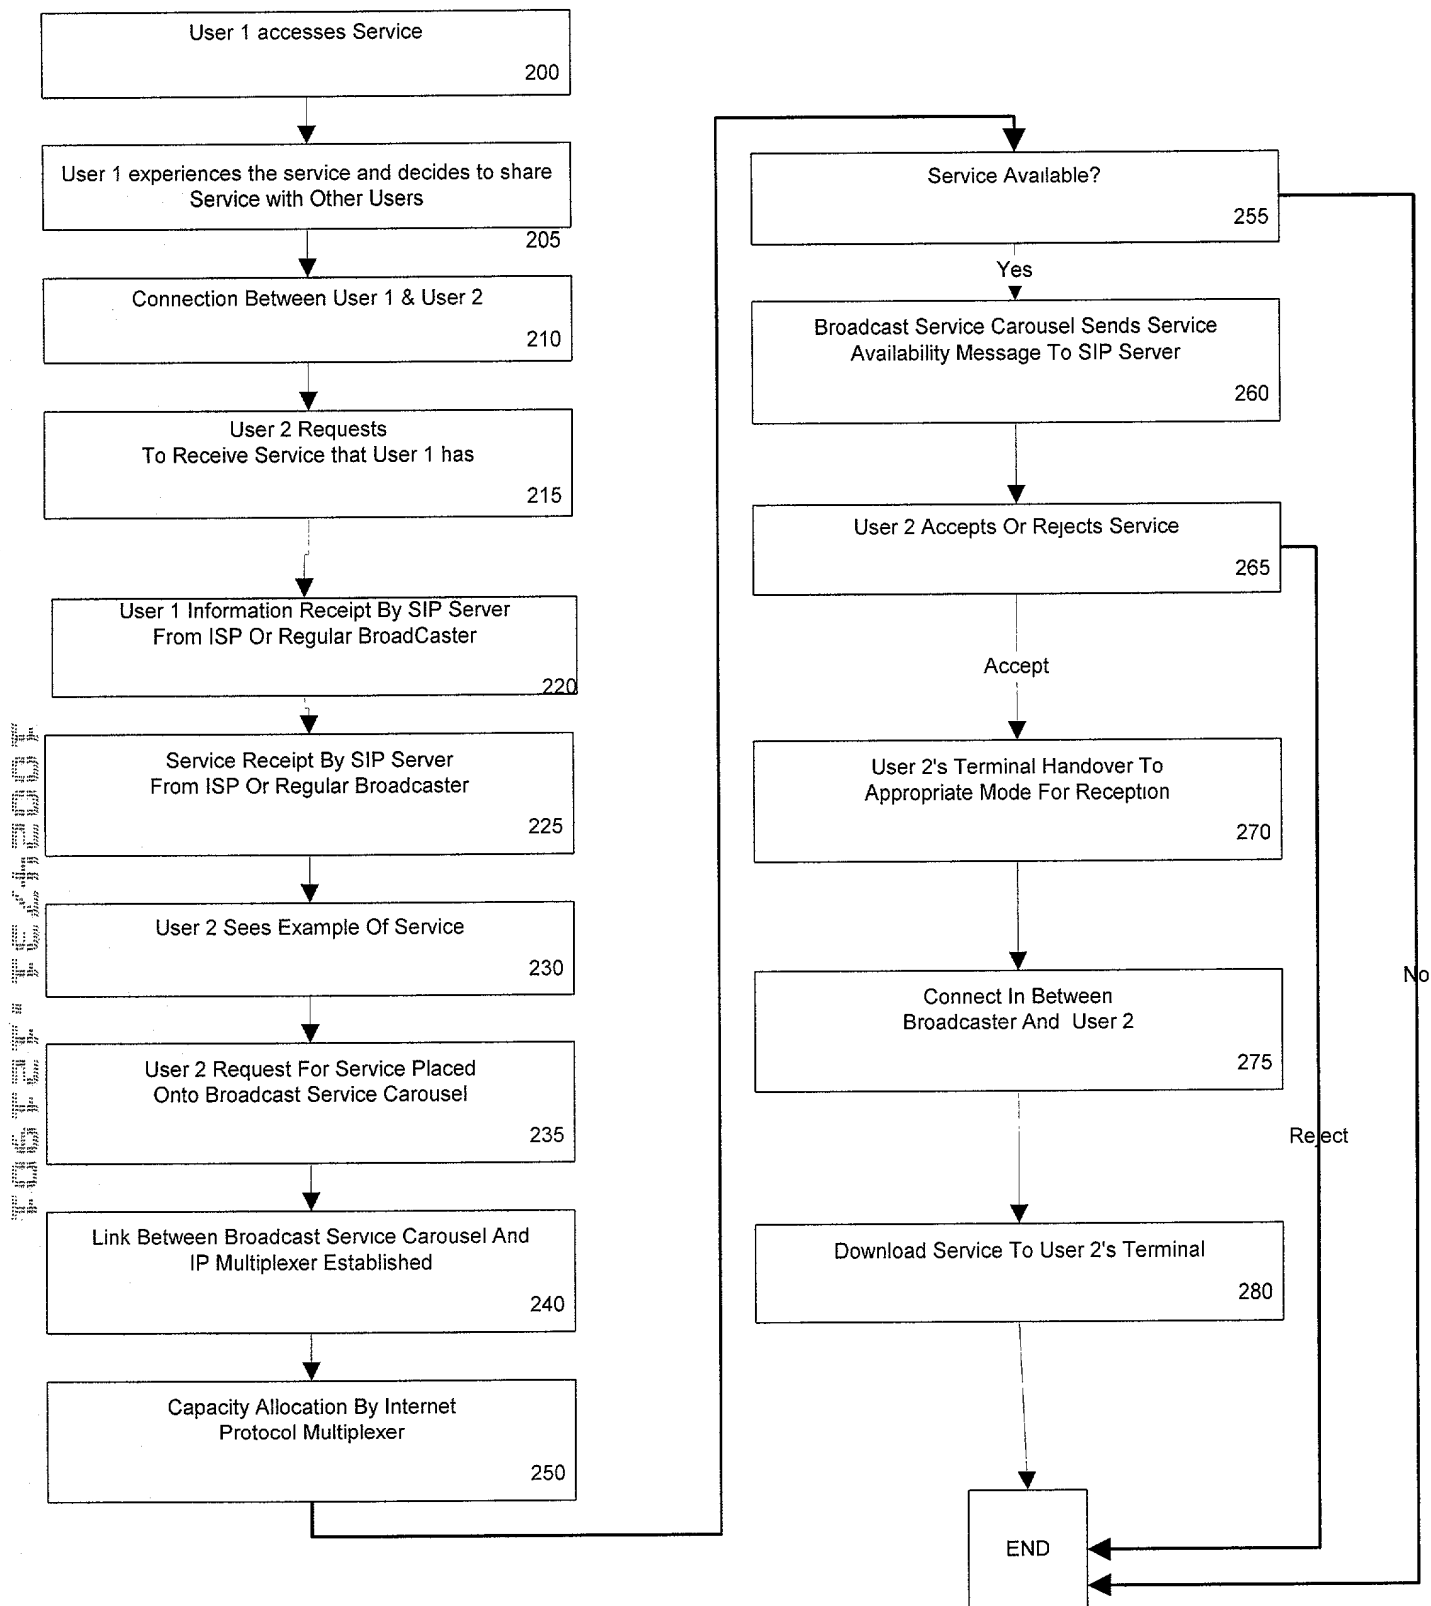 User 1 accesses Service
200
User 1 experiences the service and decides to share
Service with Other Users
205
Connection Between User 1 & User 2
210
User 2 Requests
To Receive Service that User 1 has
215
User 1 Information Receipt By SIP Server
From ISP Or Regular BroadCaster
220
Service Receipt By SIP Server
From ISP Or Regular Broadcaster
225
User 2 Sees Example Of Service
230
User 2 Request For Service Placed
Onto Broadcast Service Carousel
235
Link Between Broadcast Service Carousel And
IP Multiplexer Established
240
Capacity Allocation By Internet
Protocol Multiplexer
250
Service Available?
255
Yes
Broadcast Service Carousel Sends Service
Availability Message To SIP Server
260
User 2 Accepts Or Rejects Service
265
Accept
User 2's Terminal Handover To
Appropriate Mode For Reception
270
No
Connect In Between
Broadcaster And User 2
275
Reject
Download Service To User 2's Terminal
280
END